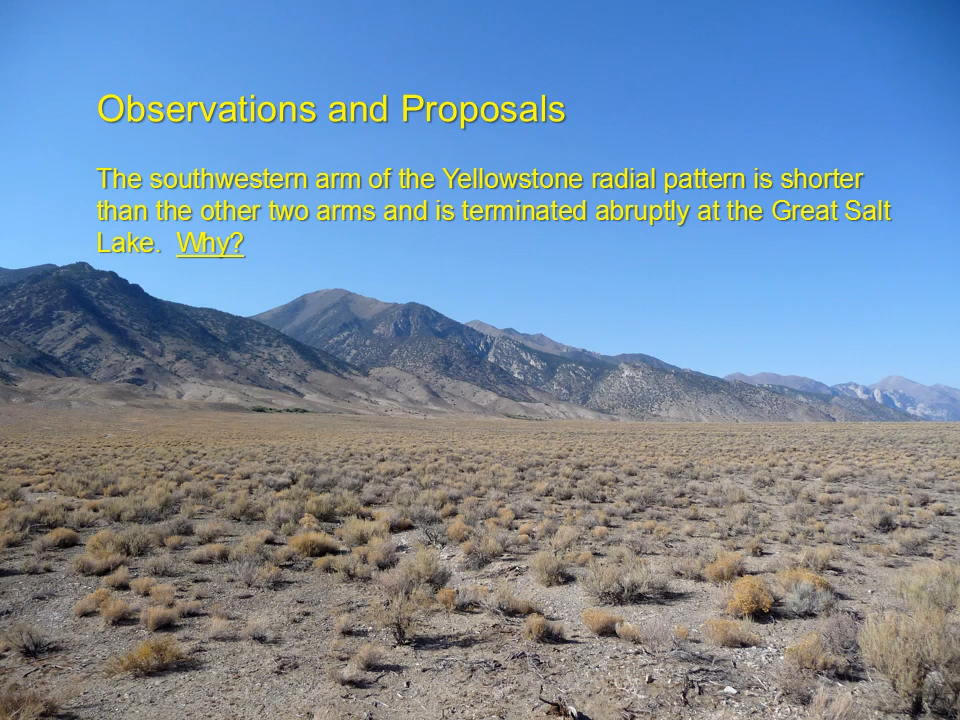 Observations and Proposals
The southwestern arm of the Yellowstone radial pattern is shorter
than the other two arms and is terminated abruptly at the Great Salt
Lake.  Why?